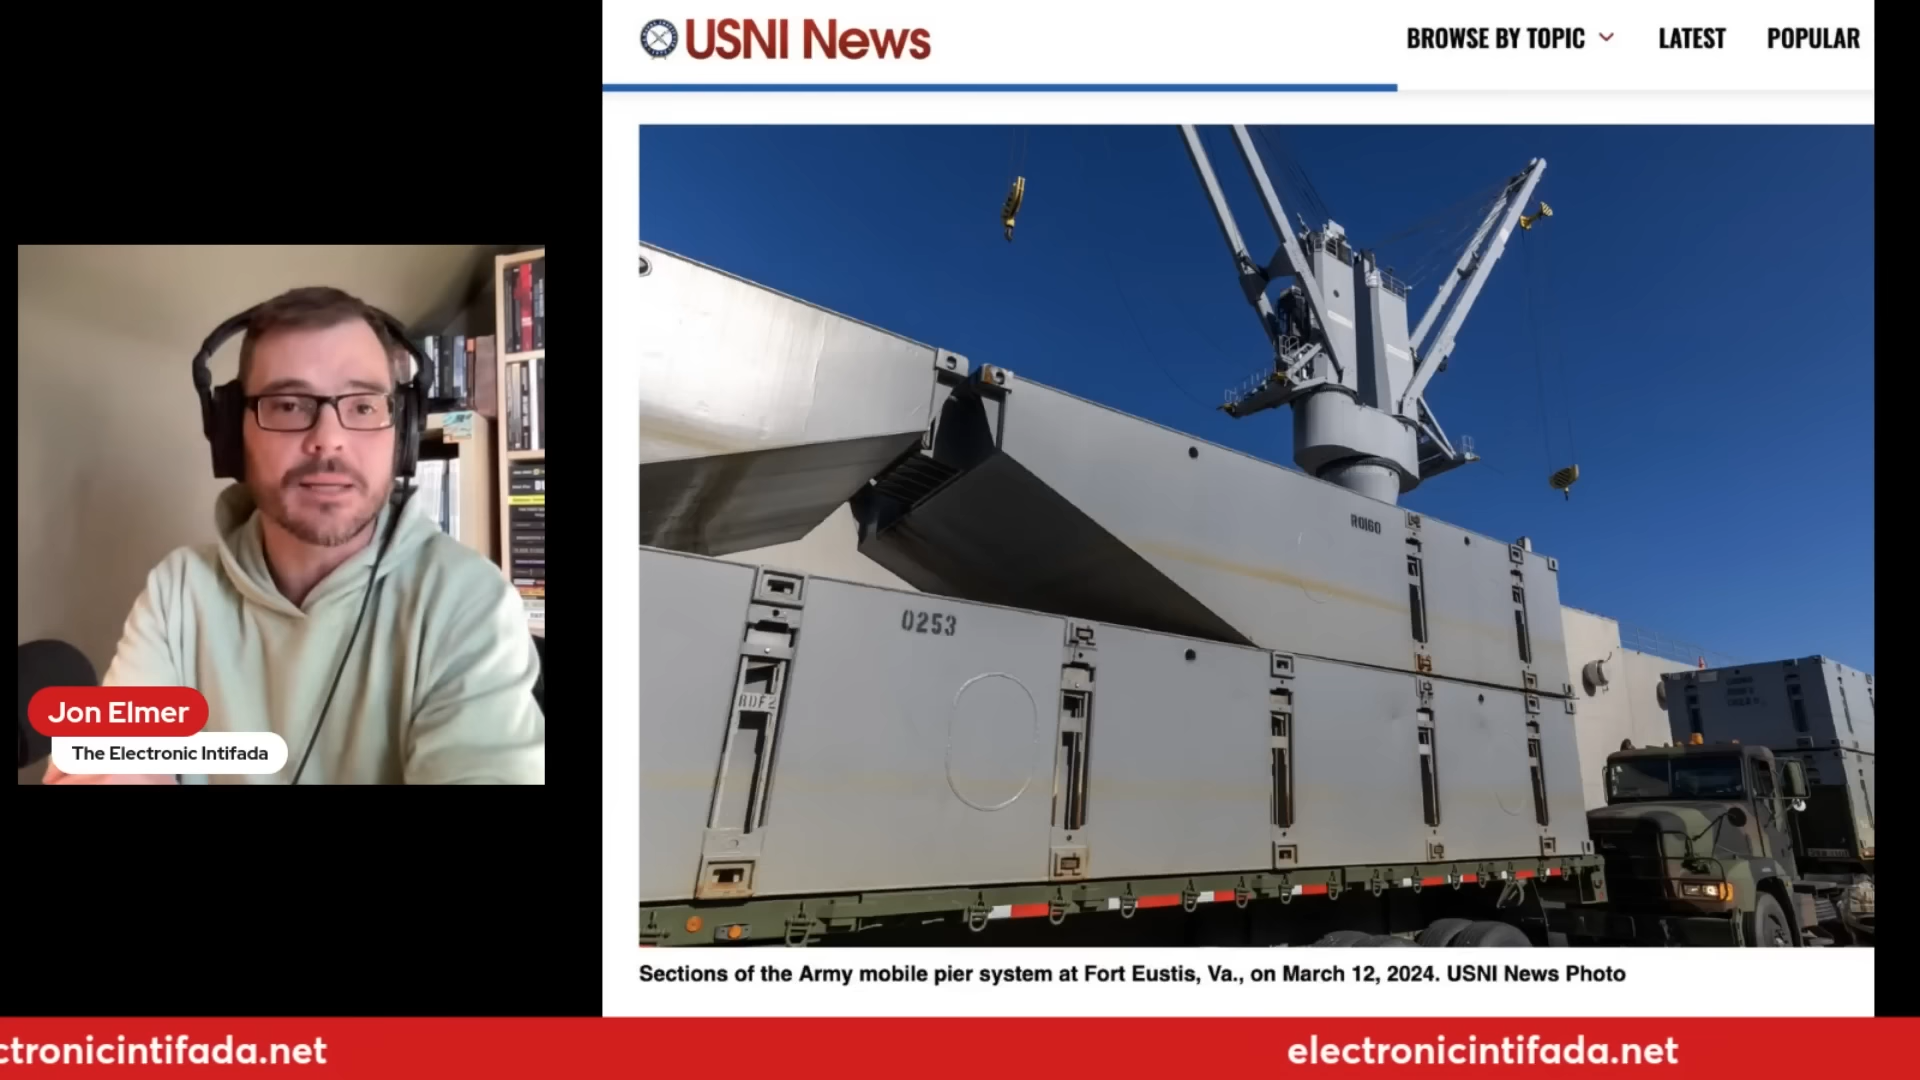 USNI News
BROWSE BY TOPIC
LATEST
POPULAR
R0160
0253
Jon Elmer
The Electronic Intifada
Sections of the Army mobile pier system at Fort Eustis, Va., on March 12, 2024. USNI News Photo
ctronicintifada.net
electronicintifada.net